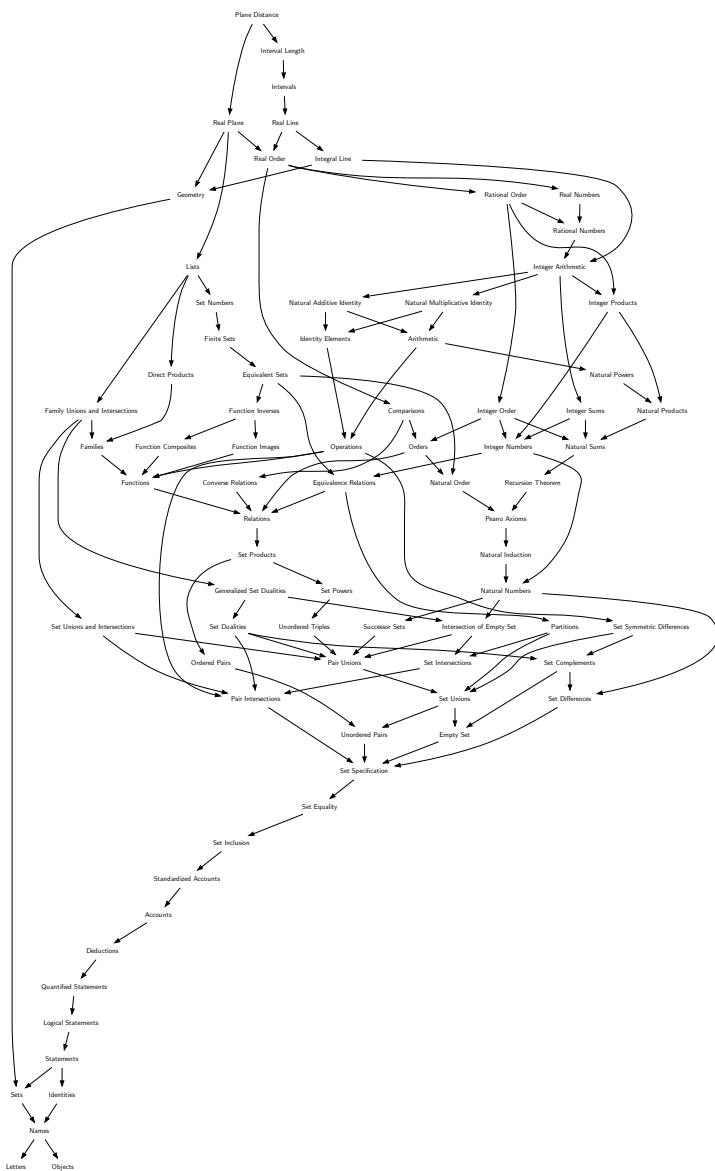 Plane Distance
Interval Length
Intervals
Real Plane
Real Line
Real Order
Integral Line
Geometry
Rational Order
Real Numbers
Rational Numbers
Lists
Integer Arithmetic
Set Numbers
Natural Additive Identity
Natural Multiplicative Identity
Integer Products
Finite Sets
Identity Elements
Arithmetic
Direct Products
Equivalent Sets
Natural Powers
Family Unions and Intersections
Function Inverses
Comparisons
Integer Order
Integer Sums
Natural Products
Families
Function Composites
Function Images
Operations
Orders
Integer Numbers
Natural Sums
Functions
Converse Relations
Equivalence Relations
Natural Order
Recursion Theorem
Relations
Peano Axioms
Set Products
Natural Induction
Generalized Set Dualities
Set Powers
Natural Numbers
Set Unions and Intersections
Set Dualities
Unordered Triples
Successor Sets
Intersection of Empty Set
Partitions
Set Symmetric Differences
Ordered Pairs
Pair Unions
Set Intersections
Set Complements
Pair Intersections
Set Unions
Set Differences
Unordered Pairs
Empty Set
Set Specification
Set Equality
Set Inclusion
Standardized Accounts
Accounts
Deductions
Quantified Statements
Logical Statements
Statements
Sets
Identities
Names
Letters
Objects